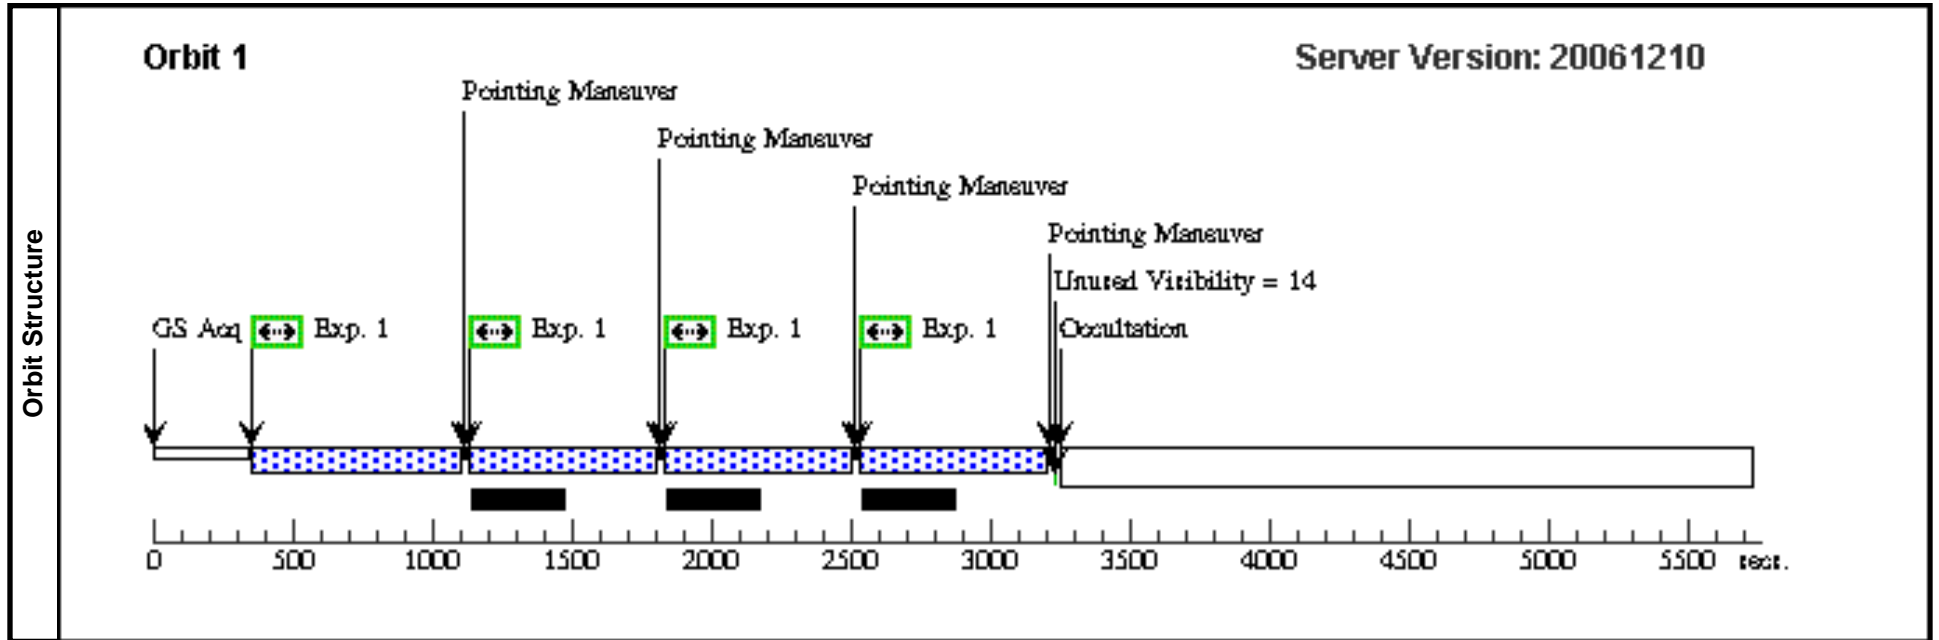 Orbit Structure
Orbit 1
Server Version: 20061210
Pointing Maneuver
Pointing Maneuver
Pointing Maneuver
Pointing Maneuver
Unused Visibility = 14
GS Acq Exp. 1 Exp. 1 Exp. 1 Exp. 1 Occultation
0 500 1000 1500 2000 2500 3000 3500 4000 4500 5000 5500 secs.